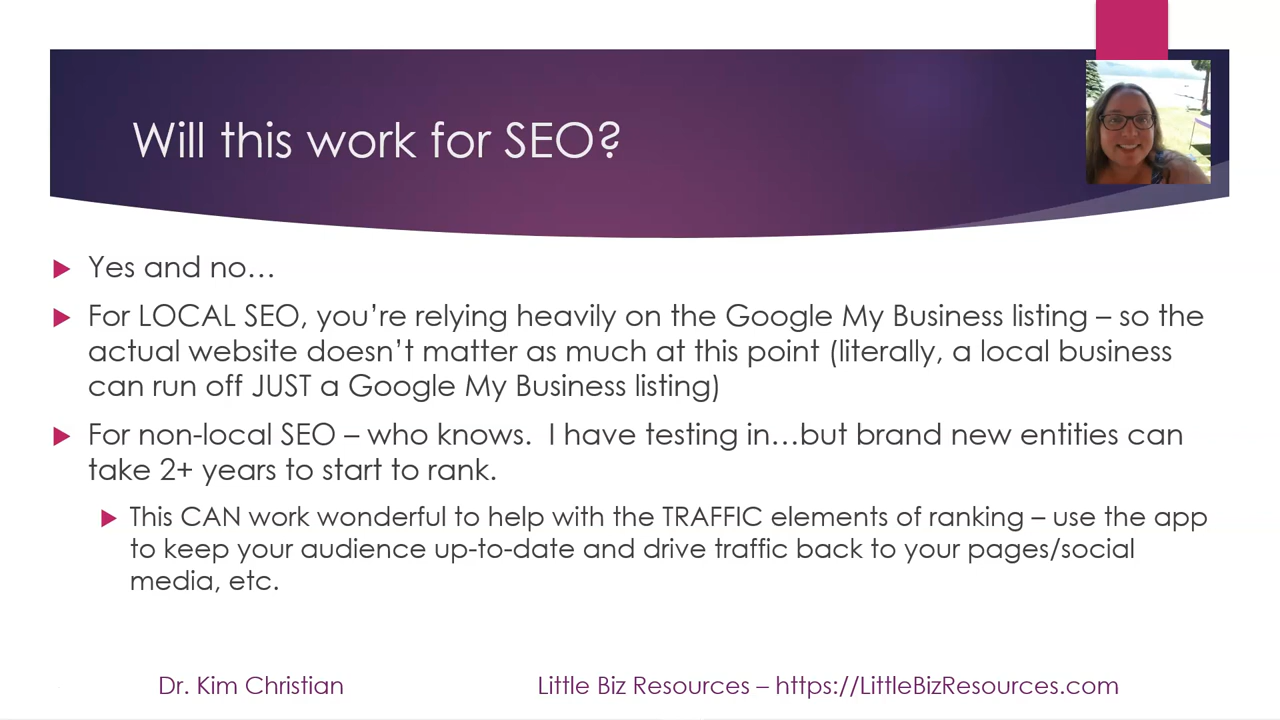 Will this work for SEO?
Yes and no…
For LOCAL SEO, you’re relying heavily on the Google My Business listing – so the
actual website doesn’t matter as much at this point (literally, a local business
can run off JUST a Google My Business listing)
For non-local SEO – who knows.  I have testing in…but brand new entities can
take 2+ years to start to rank.
This CAN work wonderful to help with the TRAFFIC elements of ranking – use the app
to keep your audience up-to-date and drive traffic back to your pages/social
media, etc.
Dr. Kim Christian
Little Biz Resources – https://LittleBizResources.com